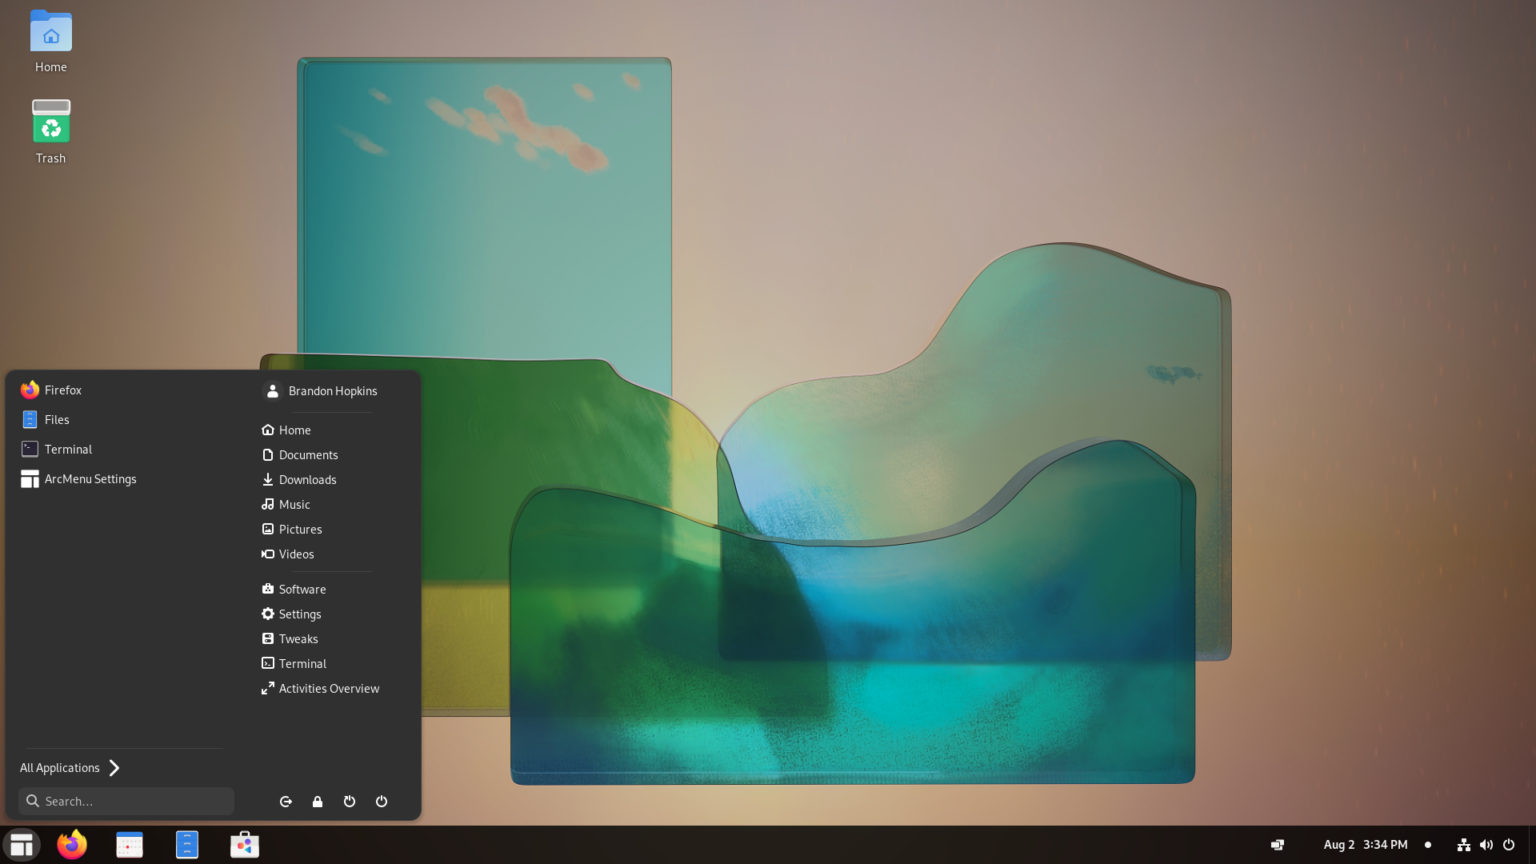 Home
Trash
Firefox
Files
Terminal
ArcMenu Settings
All Applications
Search...
Brandon Hopkins
Home
Documents
Downloads
Music
Pictures
Videos
Software
Settings
Tweaks
Terminal
Activities Overview
Aug 2 3:34 PM